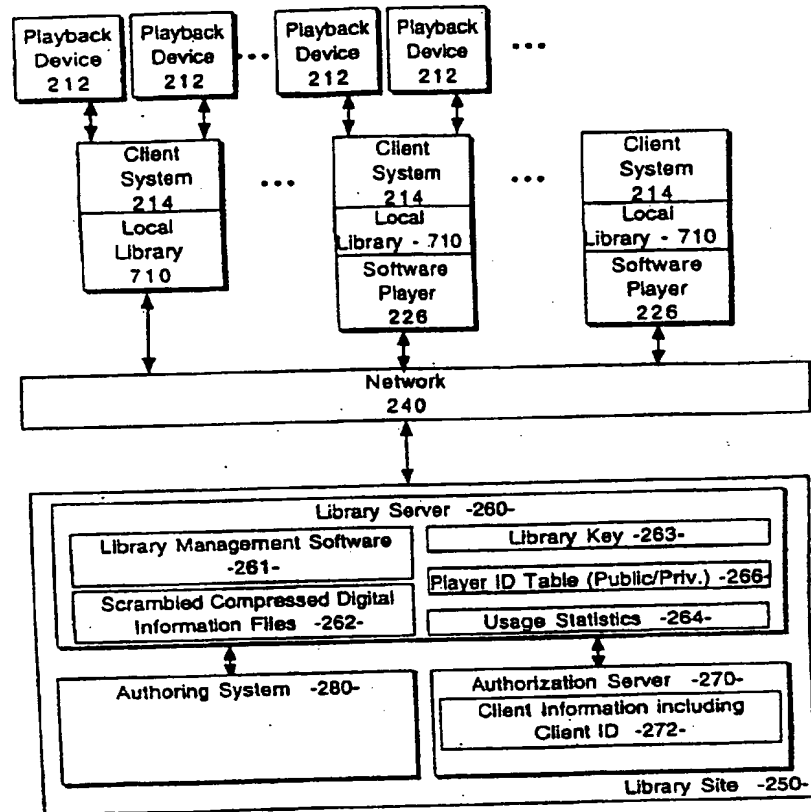 Playback
Device
212
Playback
Device
212
...
Playback
Device
212
Playback
Device
212
...
Client
System
214
Local
Library
710
...
Client
System
214
Local
Library - 710
Software
Player
226
...
Client
System
214
Local
Library - 710
Software
Player
226
Network
240
Library Server -260-
Library Management Software
-261-
Scrambled Compressed Digital
Information Files -262-
Library Key -263-
Player ID Table (Public/Priv.) -266-
Usage Statistics -264-
Authoring System -280-
Authorization Server -270-
Client Information including
Client ID -272-
Library Site -250-